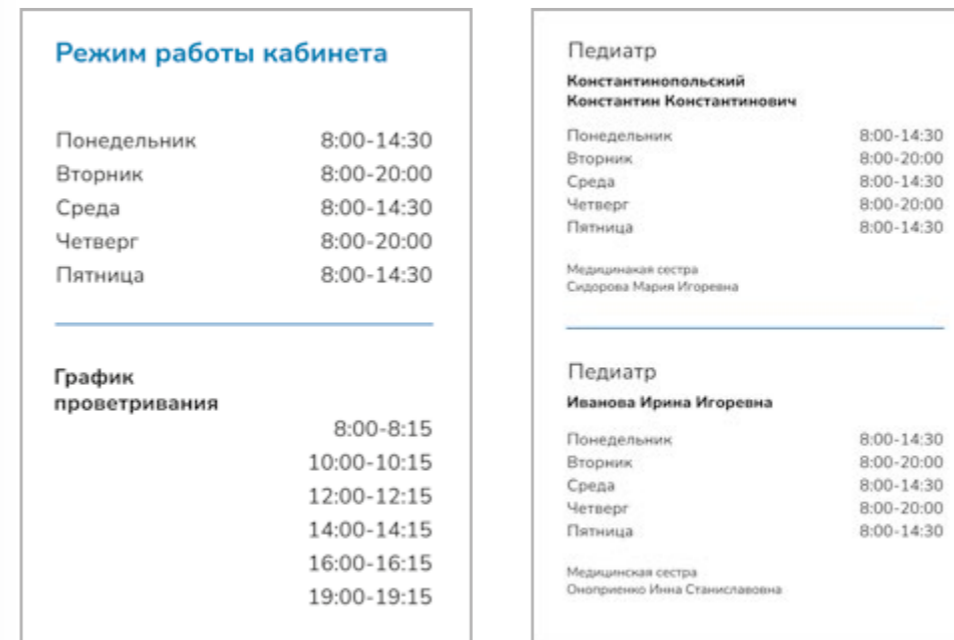 Режим работы кабинета
Понедельник 8:00-14:30
Вторник 8:00-20:00
Среда 8:00-14:30
Четверг 8:00-20:00
Пятница 8:00-14:30
График
проветривания
8:00-8:15
10:00-10:15
12:00-12:15
14:00-14:15
16:00-16:15
19:00-19:15
Педиатр
Константинопольский
Константин Константинович
Понедельник 8:00-14:30
Вторник 8:00-20:00
Среда 8:00-14:30
Четверг 8:00-20:00
Пятница 8:00-14:30
Медицинакая сестра
Сидорова Мария Игоревна
Педиатр
Иванова Ирина Игоревна
Понедельник 8:00-14:30
Вторник 8:00-20:00
Среда 8:00-14:30
Четверг 8:00-20:00
Пятница 8:00-14:30
Медицинская сестра
Оноприенко Инна Станиславовна